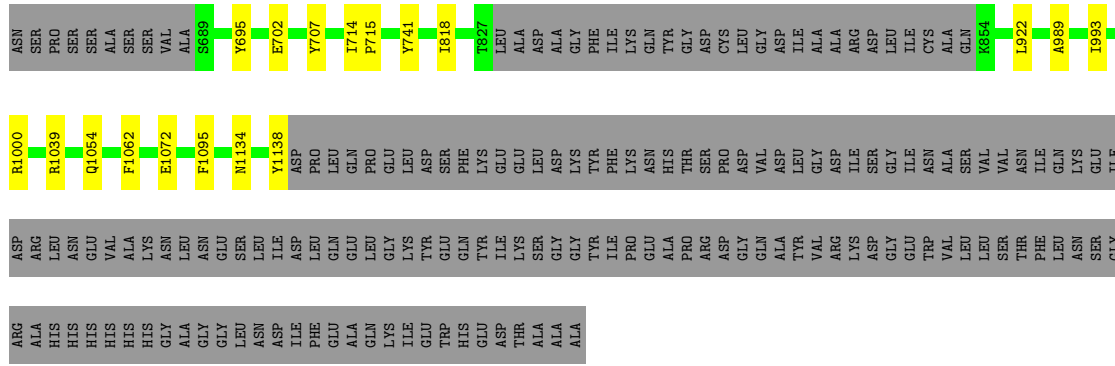 ASN SER PRO SER SER ALA SER SER VAL ALA S689 Y695 E702 Y707 I714 P715 Y741 I818 T827 LEU ALA ASP ALA GLY PHE ILE LYS GLN TYR GLY ASP CYS LEU GLY ASP ILE ALA ALA ARG ASP LEU ILE CYS ALA GLN K854 L922 A989 I993
R1000 R1039 Q1054 F1062 E1072 F1095 N1134 Y1138 ASP PRO LEU GLN PRO GLU LEU ASP SER PHE LYS GLU GLU LEU ASP LYS TYR PHE LYS ASN HIS THR SER PRO ASP VAL ASP LEU GLY ASP ILE SER GLY ILE ASN ALA SER VAL VAL ASN ILE GLN LYS GLU ILE
ASP ARG LEU ASN GLU VAL ALA LYS ASN LEU ASN GLU SER LEU ILE ASP LEU GLN GLU LEU GLY LYS TYR GLU GLN TYR ILE LYS SER GLY GLY TYR ILE PRO GLU ALA PRO ARG ASP GLY GLN ALA TYR VAL ARG LYS ASP GLY GLU TRP VAL LEU LEU SER THR PHE LEU ASN SER GLY
ARG ALA HIS HIS HIS HIS HIS HIS GLY ALA GLY GLY LEU ASN ASP ILE PHE GLU ALA GLN LYS ILE GLU TRP HIS GLU ASP THR ALA ALA ALA